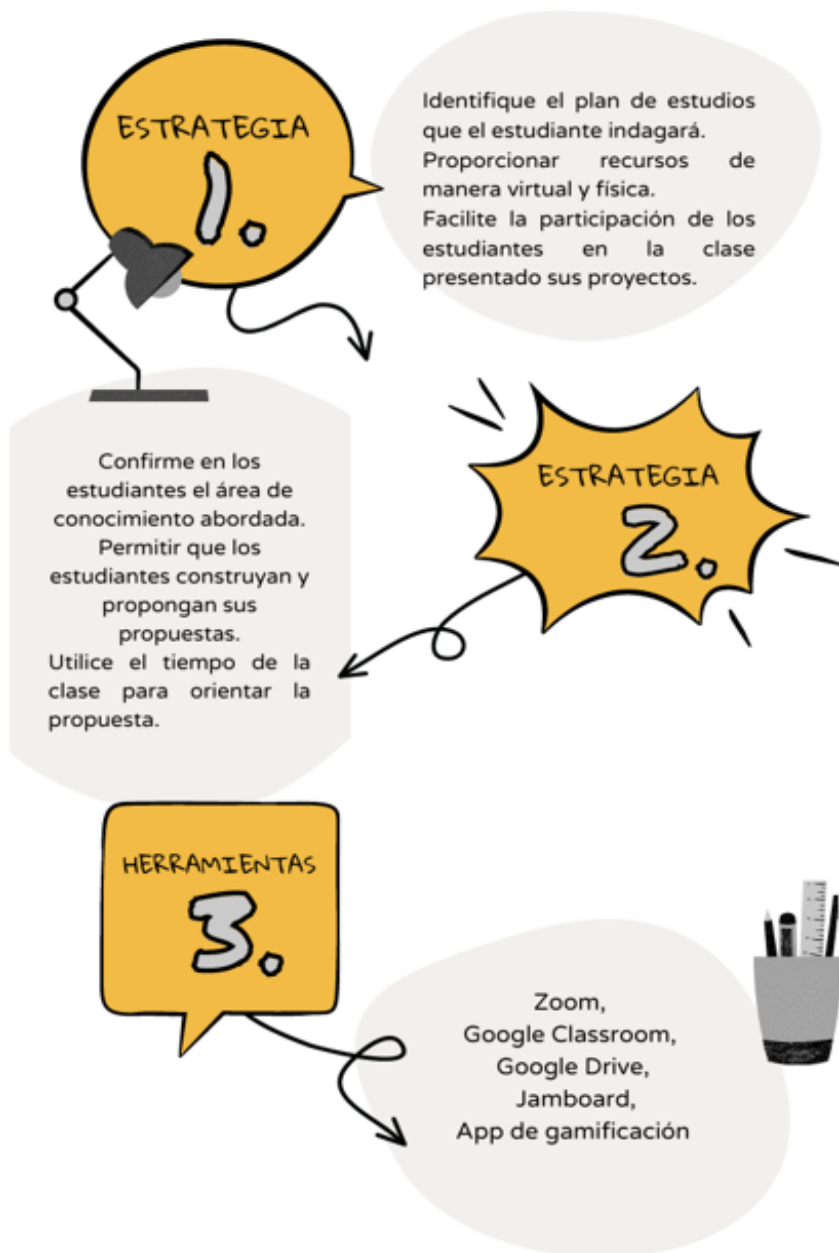 ESTRATEGIA
1.
Identifique el plan de estudios
que el estudiante indagará.
Proporcionar recursos de
manera virtual y física.
Facilite la participación de los
estudiantes en la clase
presentado sus proyectos.
ESTRATEGIA
2.
Confirme en los
estudiantes el área de
conocimiento abordada.
Permitir que los
estudiantes construyan y
propongan sus
propuestas.
Utilice el tiempo de la
clase para orientar la
propuesta.
HERRAMIENTAS
3.
Zoom,
Google Classroom,
Google Drive,
Jamboard,
App de gamificación